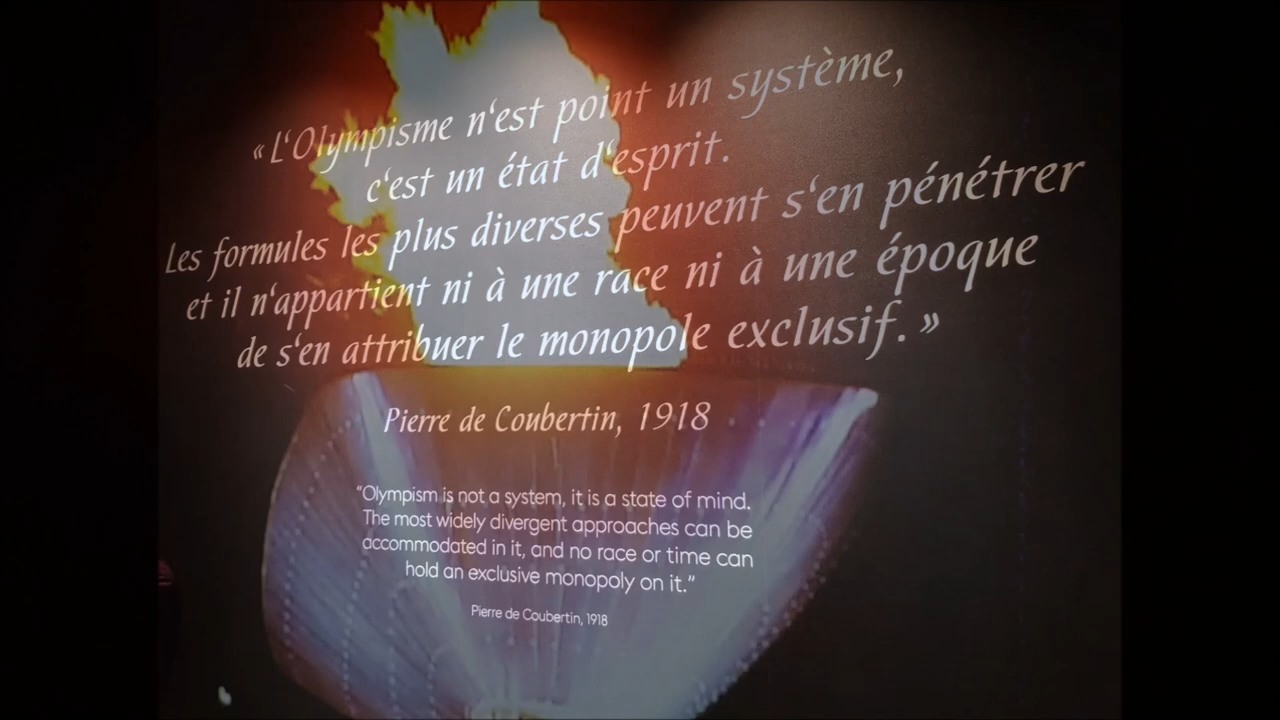 «L‘Olympisme n‘est point un système,
c‘est un état d‘esprit.
Les formules les plus diverses peuvent s‘en pénétrer
et il n‘appartient ni à une race ni à une époque
de s‘en attribuer le monopole exclusif.»
Pierre de Coubertin, 1918
“Olympism is not a system, it is a state of mind.
The most widely divergent approaches can be
accommodated in it, and no race or time can
hold an exclusive monopoly on it.”
Pierre de Coubertin, 1918